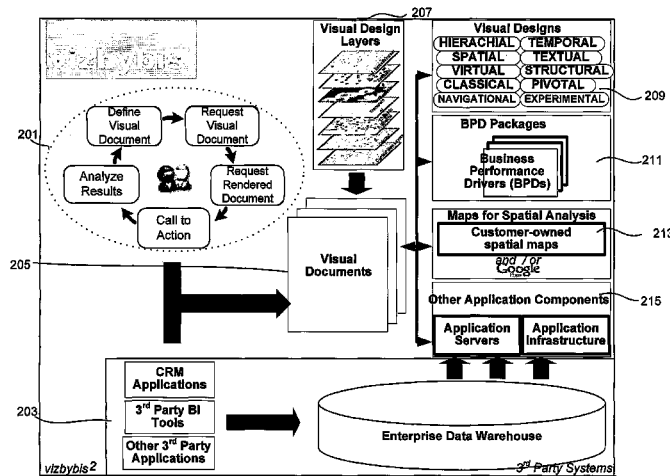 207
vizbybis
Visual Design
Layers
Visual Designs
HIERACHIAL TEMPORAL
SPATIAL TEXTUAL
VIRTUAL STRUCTURAL
CLASSICAL PIVOTAL
NAVIGATIONAL EXPERIMENTAL
209
201
Define
Visual
Document
Request
Visual
Document
Request
Rendered
Document
Call to
Action
Analyze
Results
BPD Packages
Business
Performance
Drivers (BPDs)
211
Maps for Spatial Analysis
Customer-owned
spatial maps
and / or
Google
213
205
Visual
Documents
Other Application Components
215
Application
Servers
Application
Infrastructure
203
CRM
Applications
3rd Party BI
Tools
Other 3rd Party
Applications
Enterprise Data Warehouse
vizbybis2
3rd Party Systems